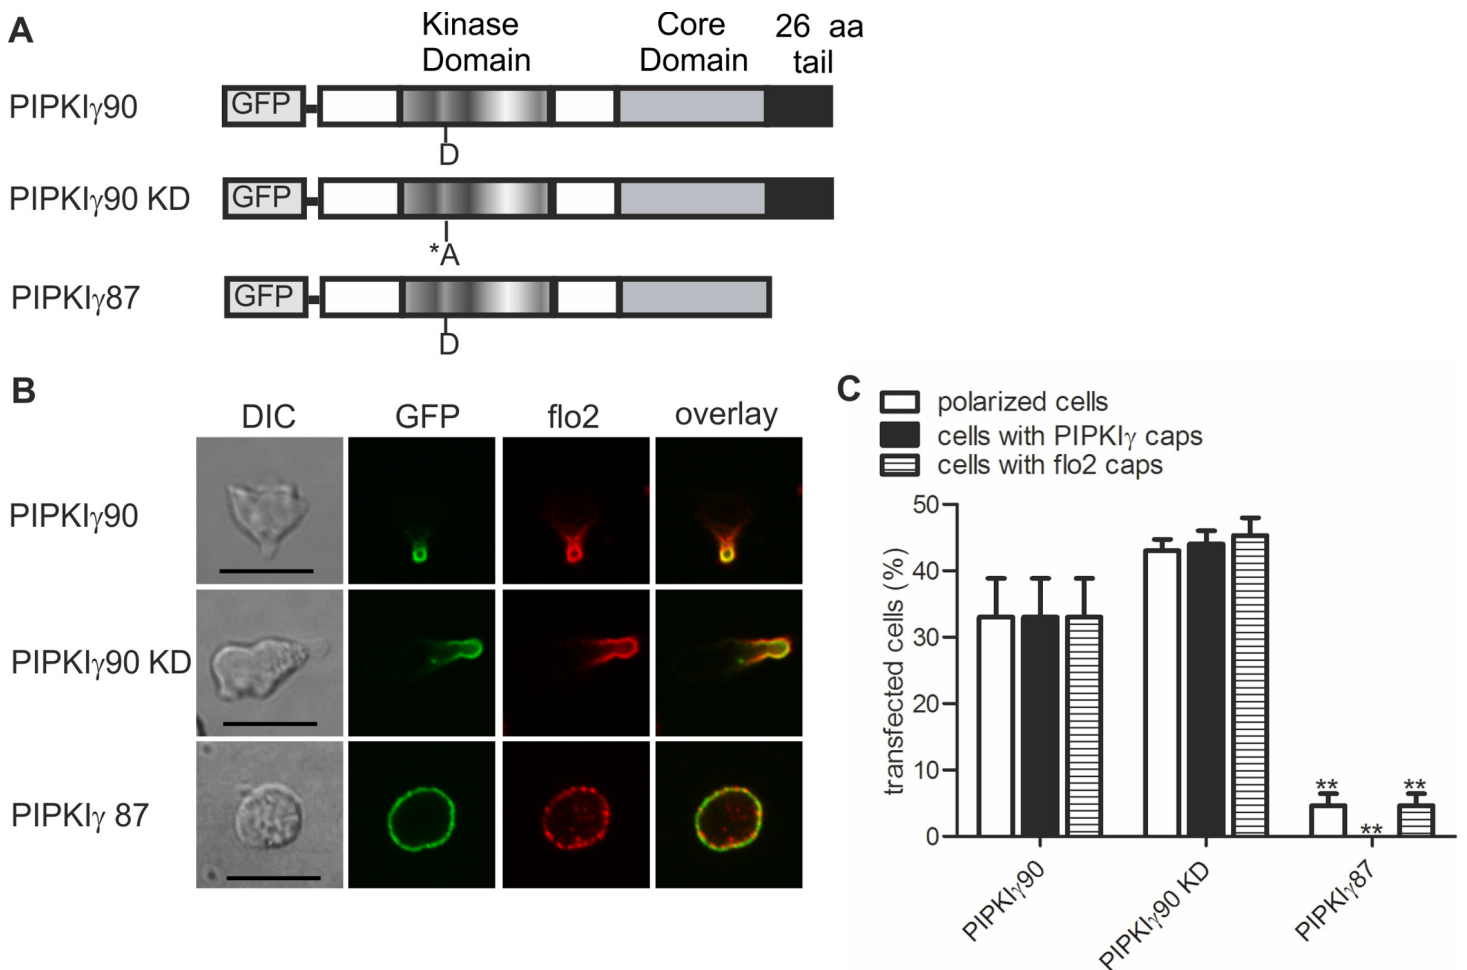 A
Kinase
Domain
Core
Domain
26 aa
tail
PIPKIγ90
GFP
D
PIPKIγ90 KD
GFP
*A
PIPKIγ87
GFP
D
B
DIC
GFP
flo2
overlay
PIPKIγ90
PIPKIγ90 KD
PIPKIγ 87
C
polarized cells
cells with PIPKIγ caps
cells with flo2 caps
transfected cells (%)
50
40
30
20
10
0
**
**
**
PIPKIγ90
PIPKIγ90 KD
PIPKIγ87